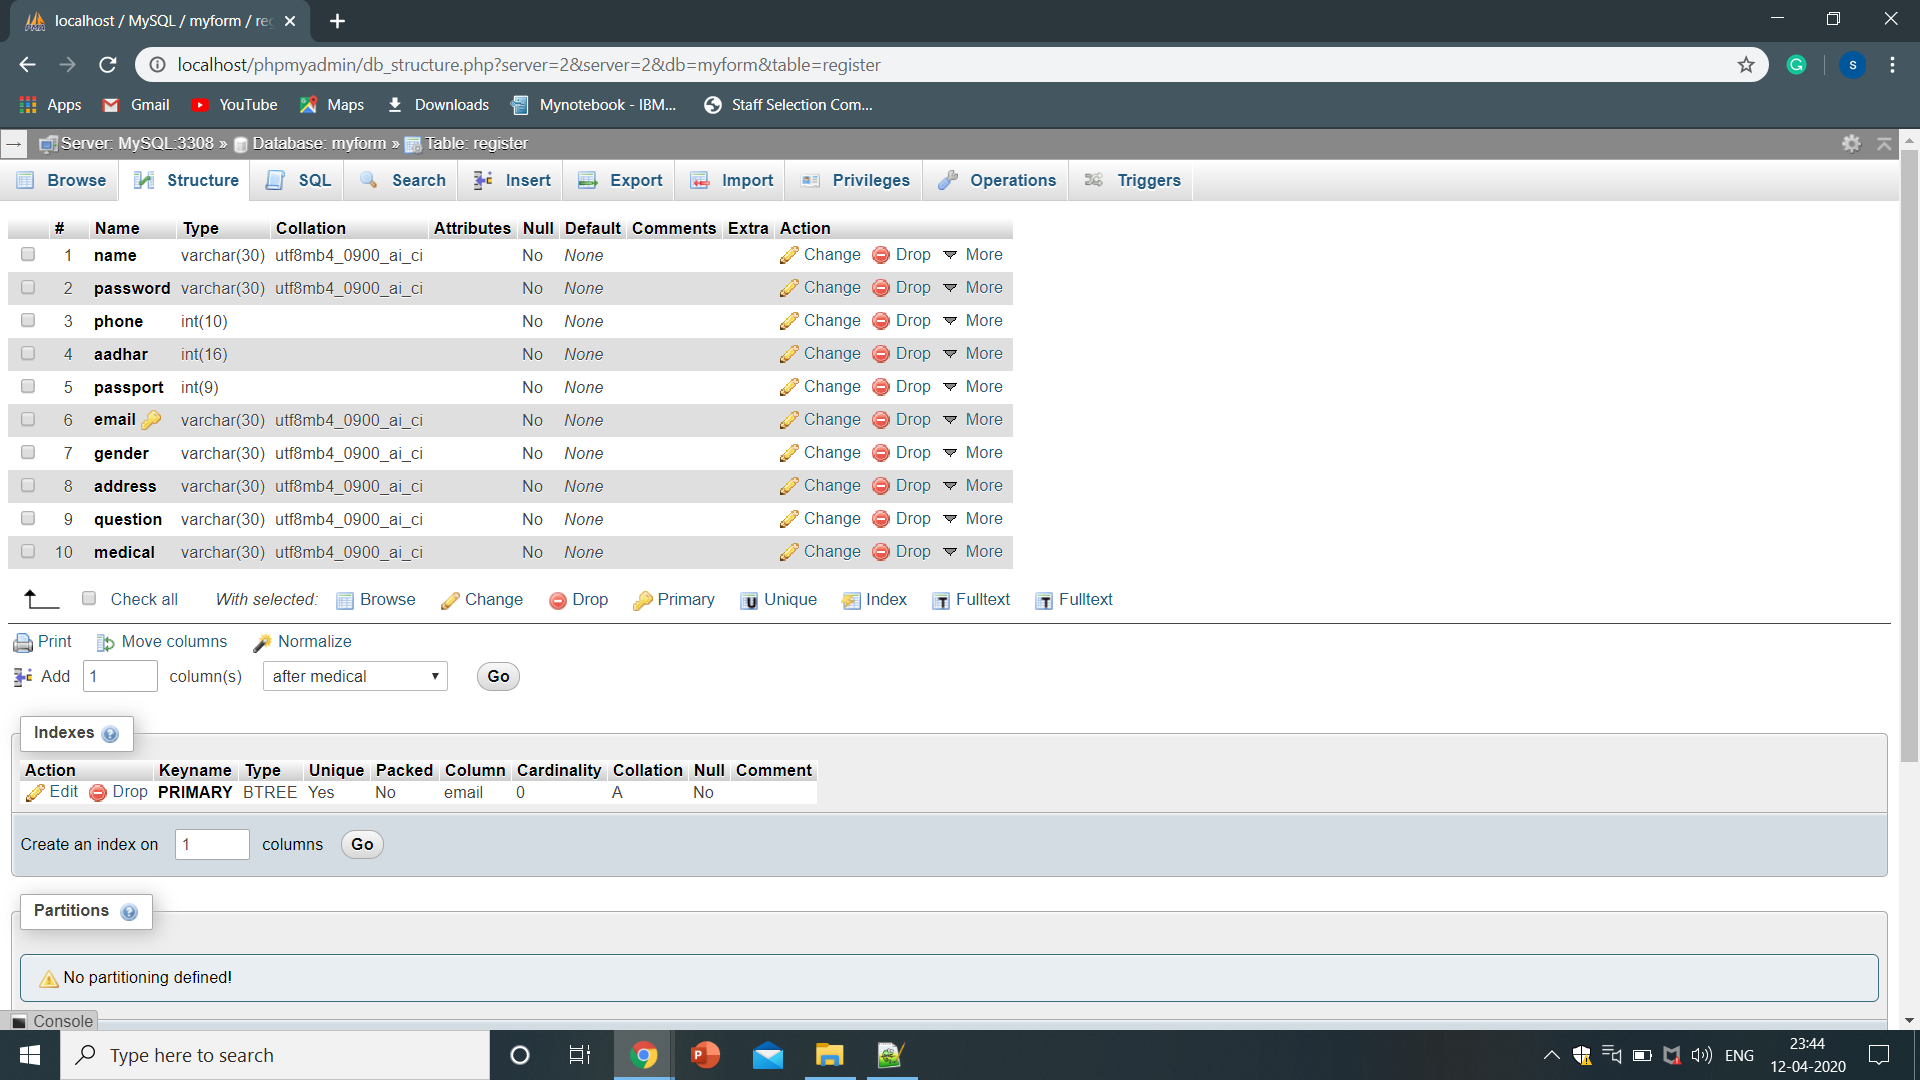 localhost / MySQL / myform / reg
localhost/phpmyadmin/db_structure.php?server=2&server=2&db=myform&table=register
G s
Apps Gmail YouTube Maps Downloads Mynotebook - IBM... Staff Selection Com...
Server: MySQL:3308 » Database: myform » Table: register
Browse Structure SQL Search Insert Export Import Privileges Operations Triggers
# Name Type Collation Attributes Null Default Comments Extra Action
1 name varchar(30) utf8mb4_0900_ai_ci No None Change Drop More
2 password varchar(30) utf8mb4_0900_ai_ci No None Change Drop More
3 phone int(10) No None Change Drop More
4 aadhar int(16) No None Change Drop More
5 passport int(9) No None Change Drop More
6 email varchar(30) utf8mb4_0900_ai_ci No None Change Drop More
7 gender varchar(30) utf8mb4_0900_ai_ci No None Change Drop More
8 address varchar(30) utf8mb4_0900_ai_ci No None Change Drop More
9 question varchar(30) utf8mb4_0900_ai_ci No None Change Drop More
10 medical varchar(30) utf8mb4_0900_ai_ci No None Change Drop More
Check all With selected: Browse Change Drop Primary Unique Index Fulltext Fulltext
Print Move columns Normalize
Add 1 column(s) after medical Go
Indexes
Action Keyname Type Unique Packed Column Cardinality Collation Null Comment
Edit Drop PRIMARY BTREE Yes No email 0 A No
Create an index on 1 columns Go
Partitions
No partitioning defined!
Console
Type here to search
ENG
23:44
12-04-2020